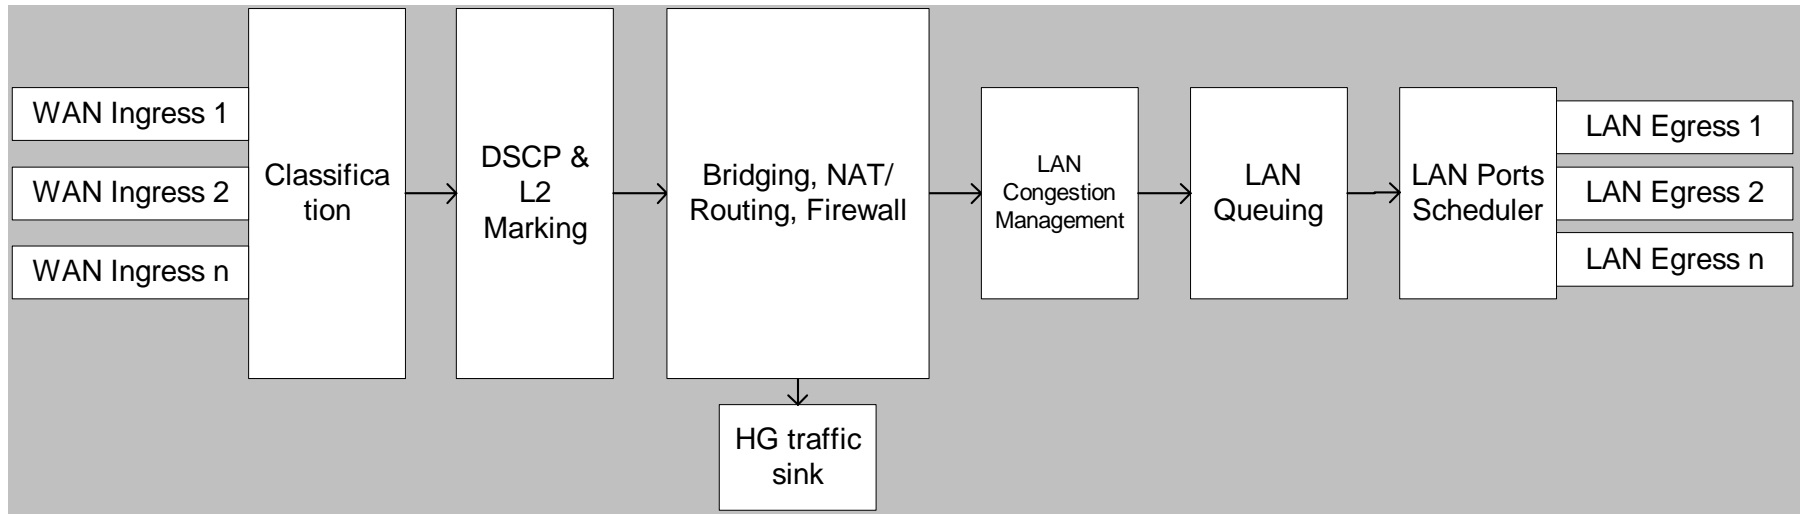 WAN Ingress 1
WAN Ingress 2
WAN Ingress n
Classifica
tion
DSCP &
L2
Marking
Bridging, NAT/
Routing, Firewall
HG traffic
sink
LAN
Congestion
Management
LAN
Queuing
LAN Ports
Scheduler
LAN Egress 1
LAN Egress 2
LAN Egress n